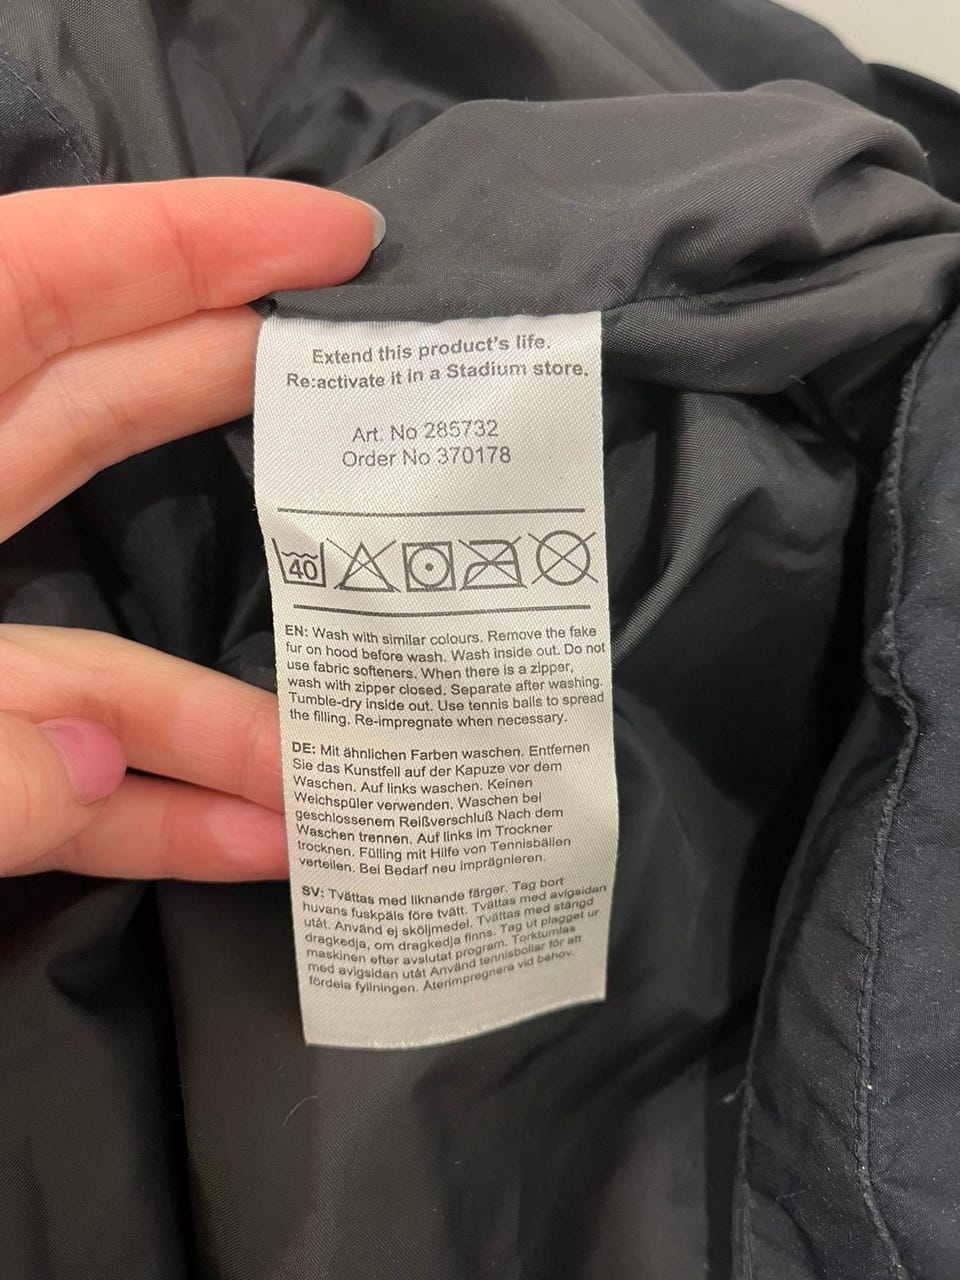 Extend this product's life.
Re:activate it in a Stadium store.
Art. No 285732
Order No 370178
40
EN: Wash with similar colours. Remove the fake
fur on hood before wash. Wash inside out. Do not
use fabric softeners. When there is a zipper,
wash with zipper closed. Separate after washing.
Tumble-dry inside out. Use tennis balls to spread
the filling. Re-impregnate when necessary.
DE: Mit ähnlichen Farben waschen. Entfernen
Sie das Kunstfell auf der Kapuze vor dem
Waschen. Auf links waschen. Keinen
Weichspüler verwenden. Waschen bei
geschlossenem Reißverschluß Nach dem
Waschen trennen. Auf links im Trockner
trocknen. Fülling mit Hilfe von Tennisbällen
verteilen. Bei Bedarf neu imprägnieren.
SV: Tvättas med liknande färger. Tag bort
huvans fuskpäls före tvätt. Tvättas med avigsidan
utåt. Använd ej sköljmedel. Tvättas med stängd
dragkedja, om dragkedja finns. Tag ut plagget ur
maskinen efter avslutat program. Torktumlas
med avigsidan utåt Använd tennisbollar för att
fördela fyllningen. Återimpregnera vid behov.